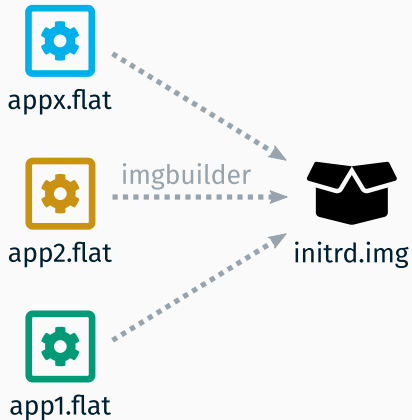 appx.flat
imgbuilder
app2.flat
initrd.img
app1.flat